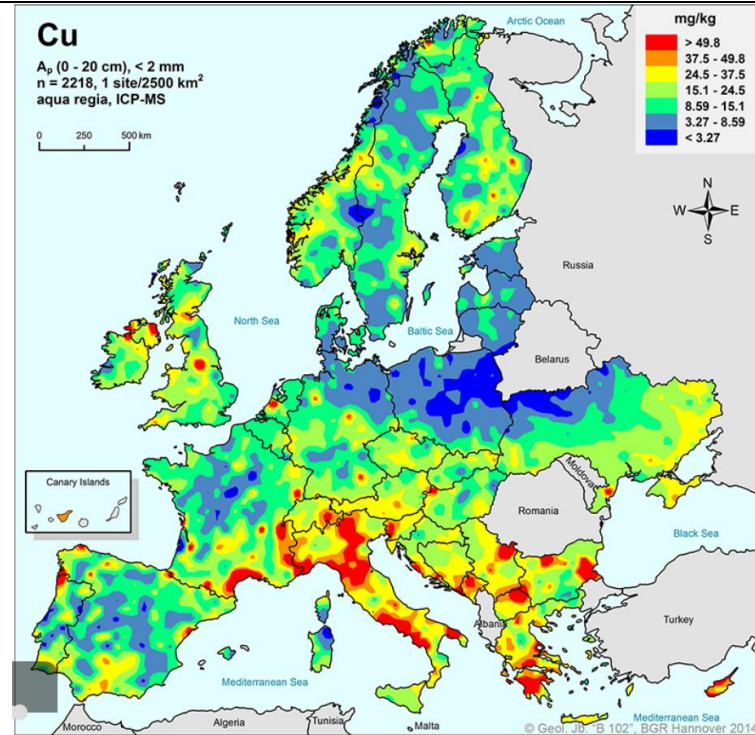 Cu
Aₚ (0 - 20 cm), < 2 mm
n = 2218, 1 site/2500 km²
aqua regia, ICP-MS
0 250 500 km
Arctic Ocean
mg/kg
> 49.8
37.5 - 49.8
24.5 - 37.5
15.1 - 24.5
8.59 - 15.1
3.27 - 8.59
< 3.27
N
W E
S
Russia
North Sea
Baltic Sea
Belarus
Canary Islands
Moldova
Romania
Black Sea
Albania
Turkey
Mediterranean Sea
Mediterranean Sea
Morocco
Algeria
Tunisia
Malta
© Geol. Jb. "B 102", BGR Hannover 2014